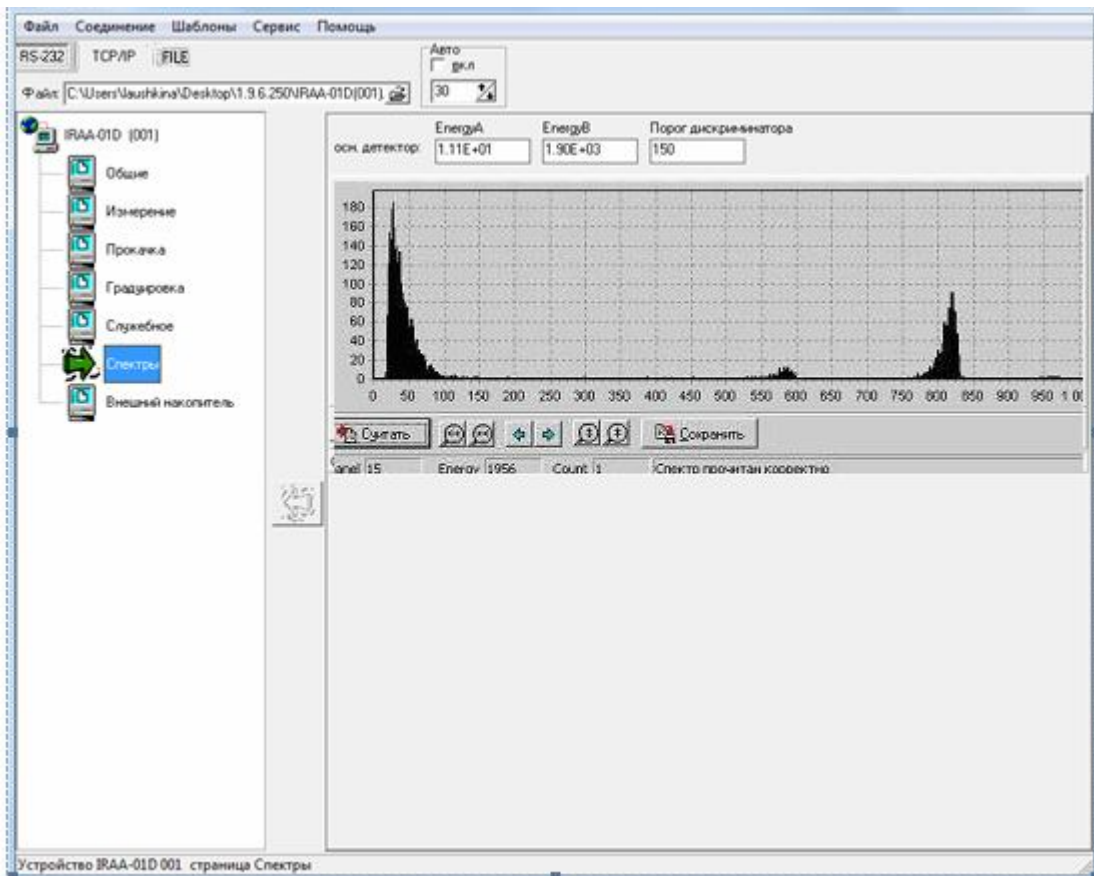 Файл Соединение Шаблоны Сервис Помощь
RS-232 TCP/IP FILE
Авто
вкл
Файл: C:\Users\laushkina\Desktop\1.9.6.250\IRAA-01D(001). 30
IRAA-01D (001)
Общие
Измерение
Прокачка
Градуировка
Служебное
Спектры
Внешний накопитель
EnergyA EnergyB Порог дискриминатора
осн. детектор: 1.11E+01 1.90E+03 150
180
160
140
120
100
80
60
40
20
0
0 50 100 150 200 250 300 350 400 450 500 550 600 650 700 750 800 850 900 950 1 00
Считать Сохранить
anel 15 Energy 1956 Count 1 Спектр прочитан корректно
Устройство IRAA-01D 001 страница Спектры